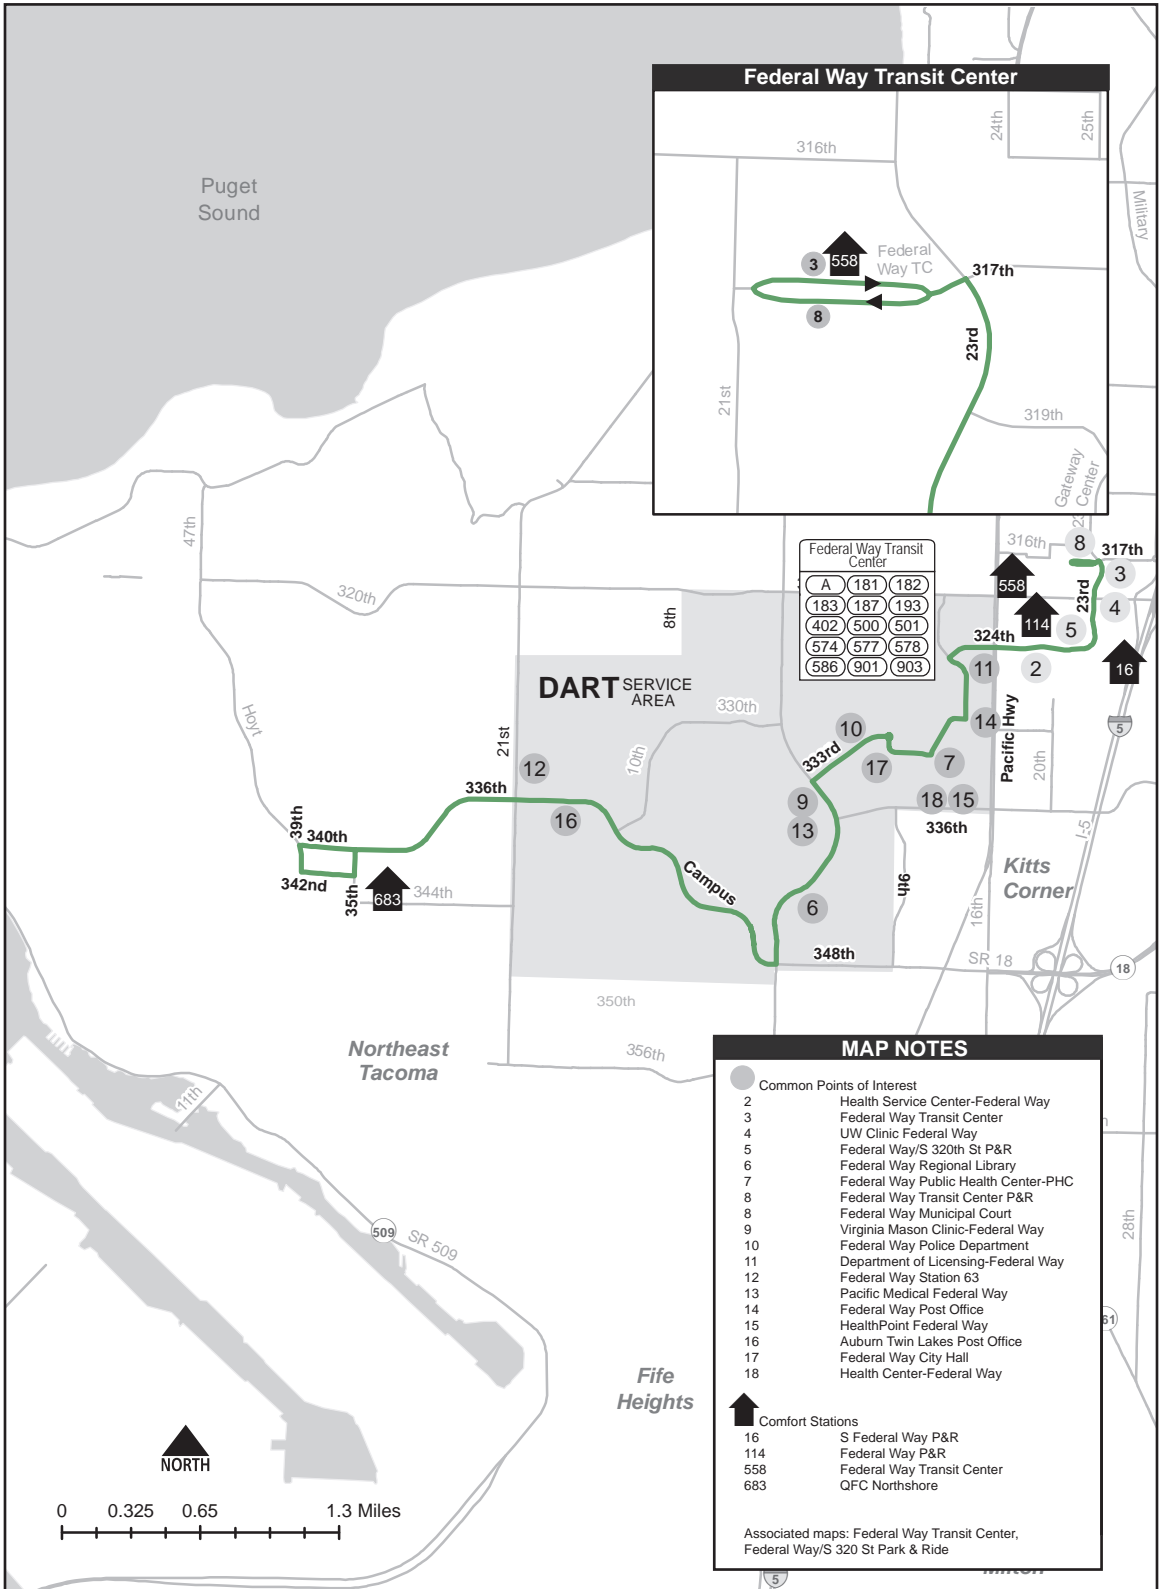 Federal Way Transit Center
24th
25th
316th
Military
Puget
Sound
3
558
Federal
Way TC
317th
8
23rd
21st
319th
Gateway
Center
47th
316th
8
317th
3
558
23rd
4
114
5
324th
11
2
16
Federal Way Transit
Center
A
181
182
183
187
193
402
500
501
574
577
578
586
901
903
320th
8th
DART SERVICE
AREA
330th
Hoyt
21st
10th
10
333rd
17
14
Pacific Hwy
5
7
20th
12
336th
16
9
13
18
15
336th
I-5
39th
340th
342nd
35th
683
344th
Campus
6
9th
Kitts
Corner
16th
348th
SR 18
18
350th
356th
Northeast
Tacoma
11th
509
SR 509
28th
61
Fife
Heights
NORTH
0
0.325
0.65
1.3 Miles
MAP NOTES
Common Points of Interest
2 Health Service Center-Federal Way
3 Federal Way Transit Center
4 UW Clinic Federal Way
5 Federal Way/S 320th St P&R
6 Federal Way Regional Library
7 Federal Way Public Health Center-PHC
8 Federal Way Transit Center P&R
8 Federal Way Municipal Court
9 Virginia Mason Clinic-Federal Way
10 Federal Way Police Department
11 Department of Licensing-Federal Way
12 Federal Way Station 63
13 Pacific Medical Federal Way
14 Federal Way Post Office
15 HealthPoint Federal Way
16 Auburn Twin Lakes Post Office
17 Federal Way City Hall
18 Health Center-Federal Way
Comfort Stations
16 S Federal Way P&R
114 Federal Way P&R
558 Federal Way Transit Center
683 QFC Northshore
Associated maps: Federal Way Transit Center,
Federal Way/S 320 St Park & Ride
5